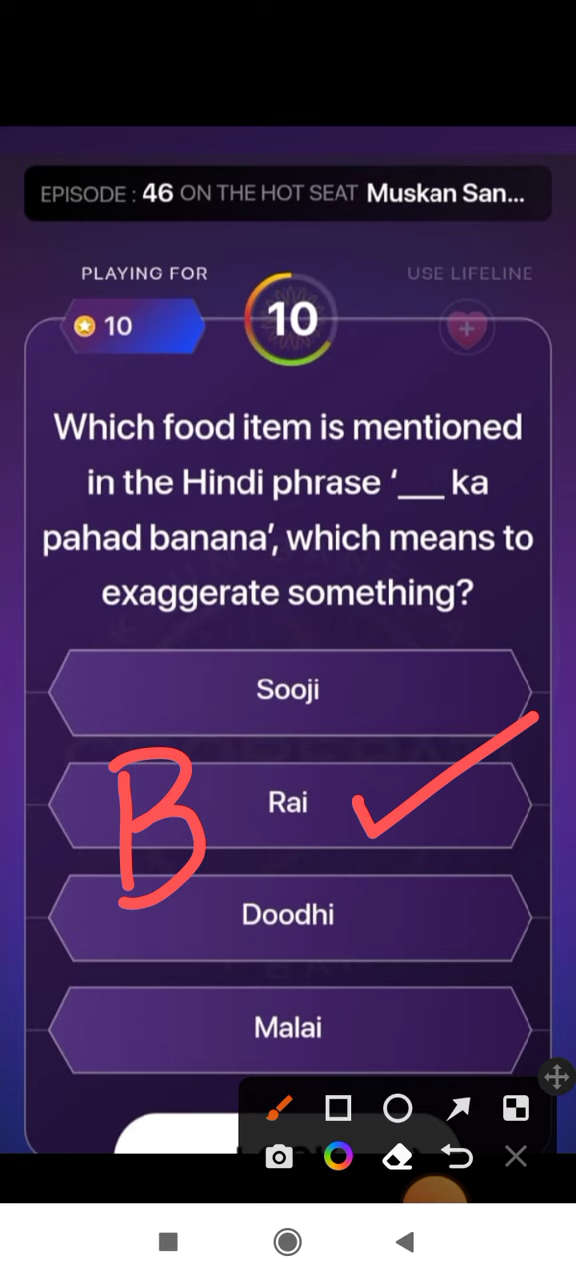 EPISODE : 46 ON THE HOT SEAT Muskan San...
PLAYING FOR
USE LIFELINE
10
10
Which food item is mentioned
in the Hindi phrase ‘___ ka
pahad banana’, which means to
exaggerate something?
Sooji
B
Rai
Doodhi
Malai